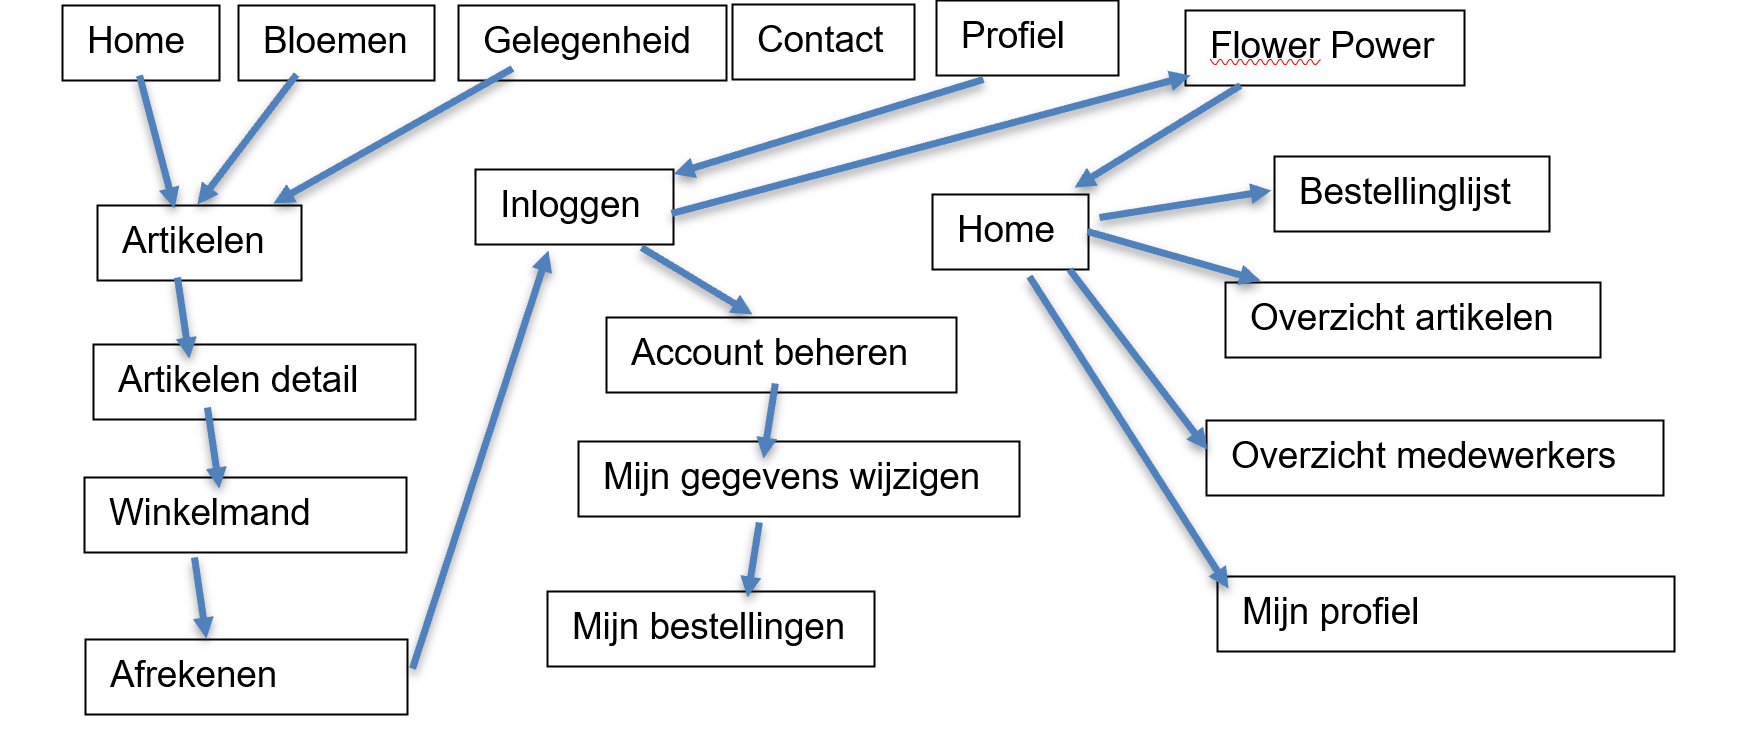 Home
Bloemen
Gelegenheid
Contact
Profiel
Flower Power
Artikelen
Inloggen
Home
Bestellinglijst
Overzicht artikelen
Artikelen detail
Account beheren
Overzicht medewerkers
Winkelmand
Mijn gegevens wijzigen
Mijn profiel
Afrekenen
Mijn bestellingen